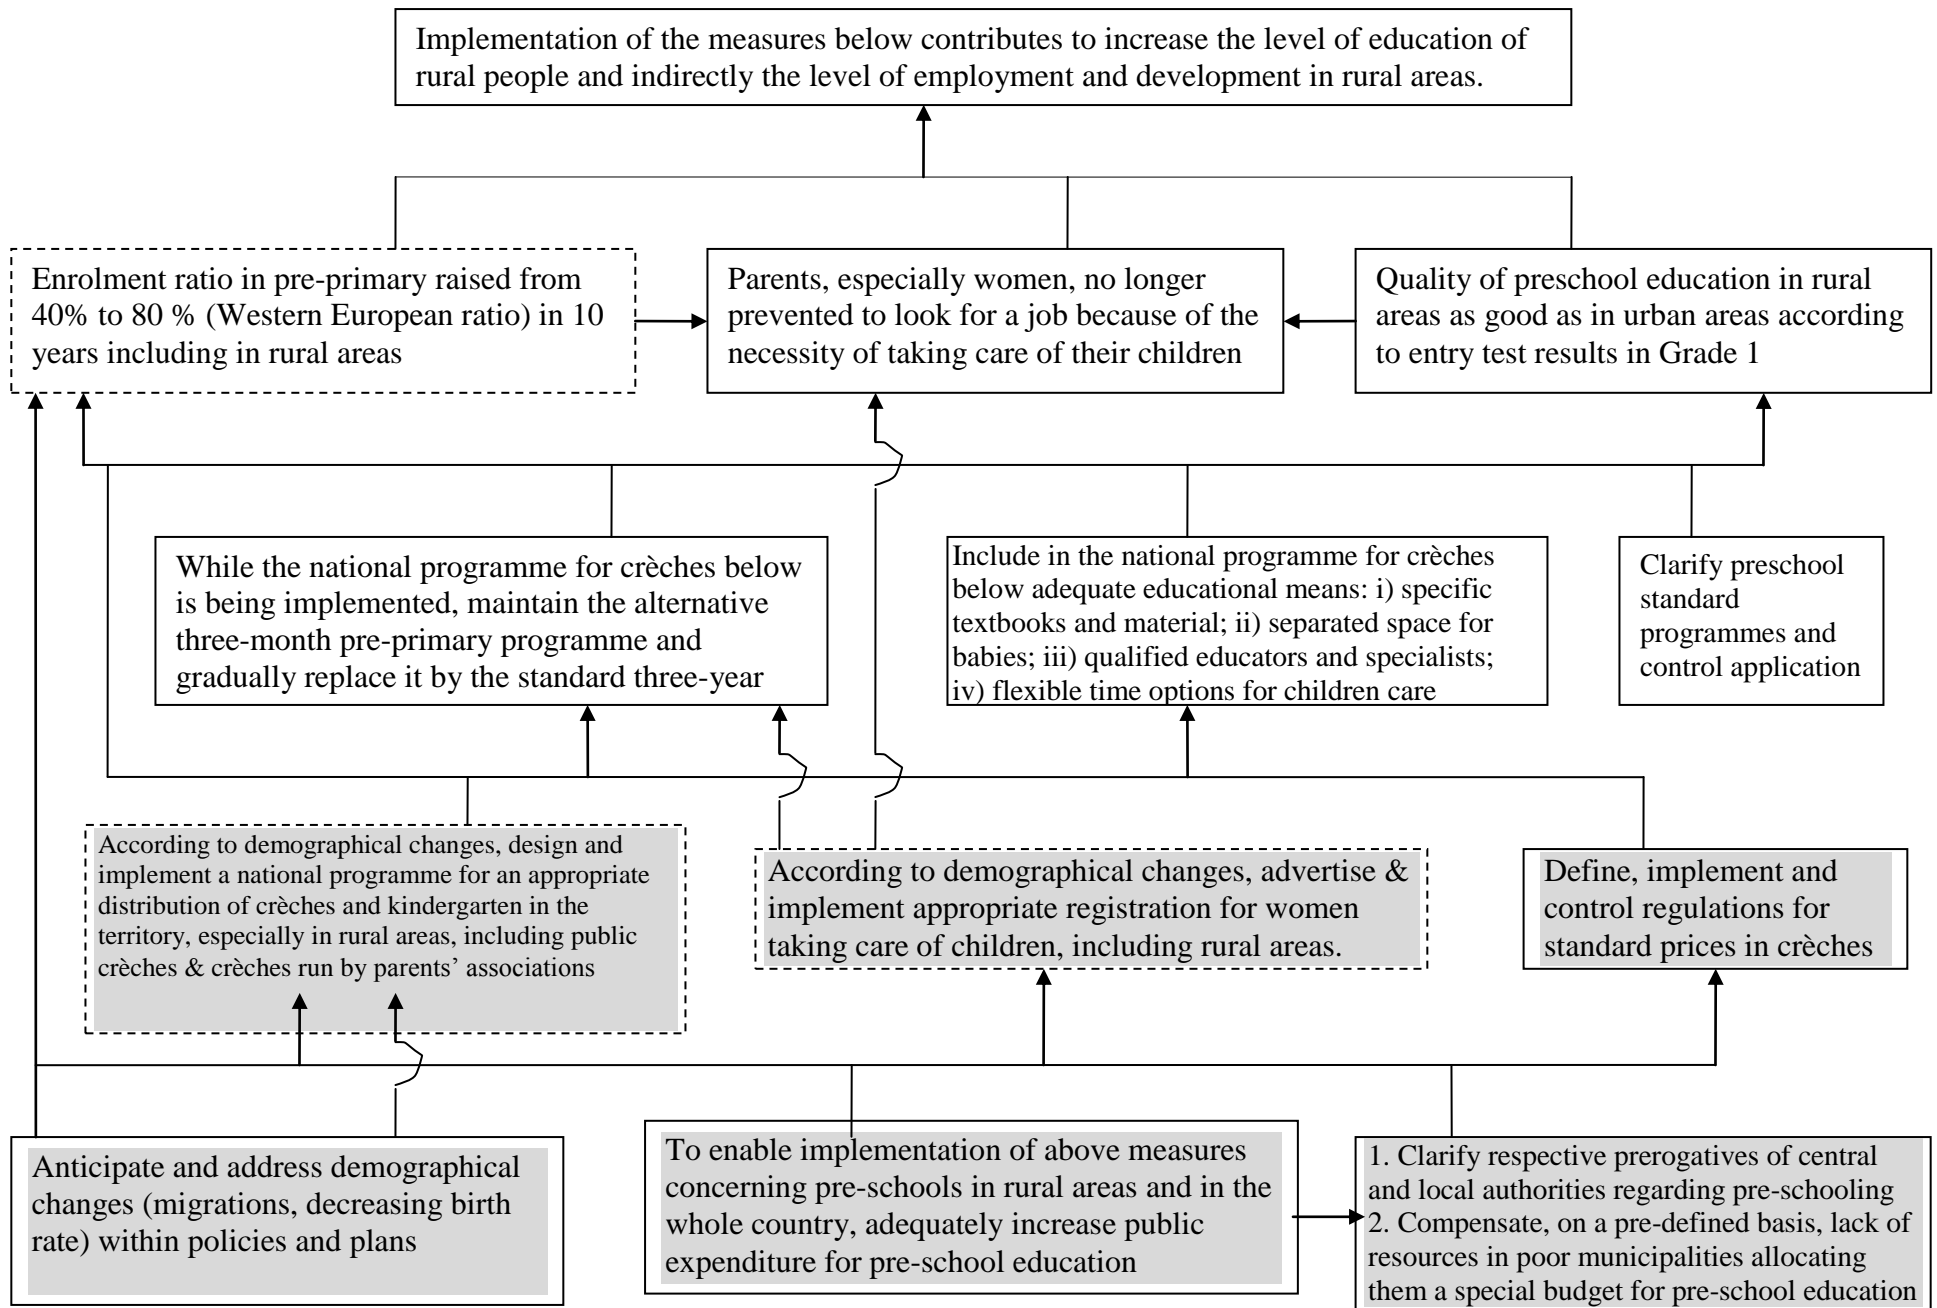 Implementation of the measures below contributes to increase the level of education of
rural people and indirectly the level of employment and development in rural areas.
Enrolment ratio in pre-primary raised from
40% to 80 % (Western European ratio) in 10
years including in rural areas
Parents, especially women, no longer
prevented to look for a job because of the
necessity of taking care of their children
Quality of preschool education in rural
areas as good as in urban areas according
to entry test results in Grade 1
While the national programme for crèches below
is being implemented, maintain the alternative
three-month pre-primary programme and
gradually replace it by the standard three-year
Include in the national programme for crèches
below adequate educational means: i) specific
textbooks and material; ii) separated space for
babies; iii) qualified educators and specialists;
iv) flexible time options for children care
Clarify preschool
standard
programmes and
control application
According to demographical changes, design and
implement a national programme for an appropriate
distribution of crèches and kindergarten in the
territory, especially in rural areas, including public
crèches & crèches run by parents’ associations
According to demographical changes, advertise &
implement appropriate registration for women
taking care of children, including rural areas.
Define, implement and
control regulations for
standard prices in crèches
Anticipate and address demographical
changes (migrations, decreasing birth
rate) within policies and plans
To enable implementation of above measures
concerning pre-schools in rural areas and in the
whole country, adequately increase public
expenditure for pre-school education
1. Clarify respective prerogatives of central
and local authorities regarding pre-schooling
2. Compensate, on a pre-defined basis, lack of
resources in poor municipalities allocating
them a special budget for pre-school education